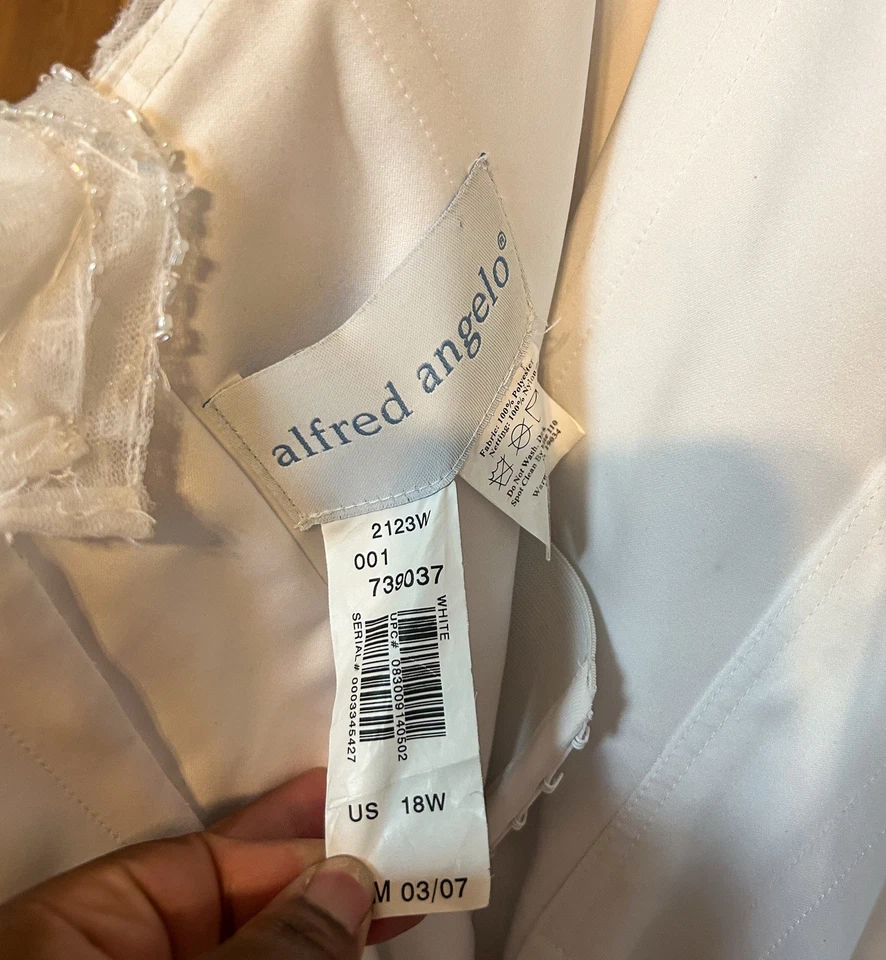 alfred angelo®
Fabric: 100% Polyester
Netting: 100% Nylon
Do Not Wash
Spot Clean By
2123W
001
739037
WHITE
UPC# 083009140502
SERIAL# 0003345427
US 18W
M 03/07